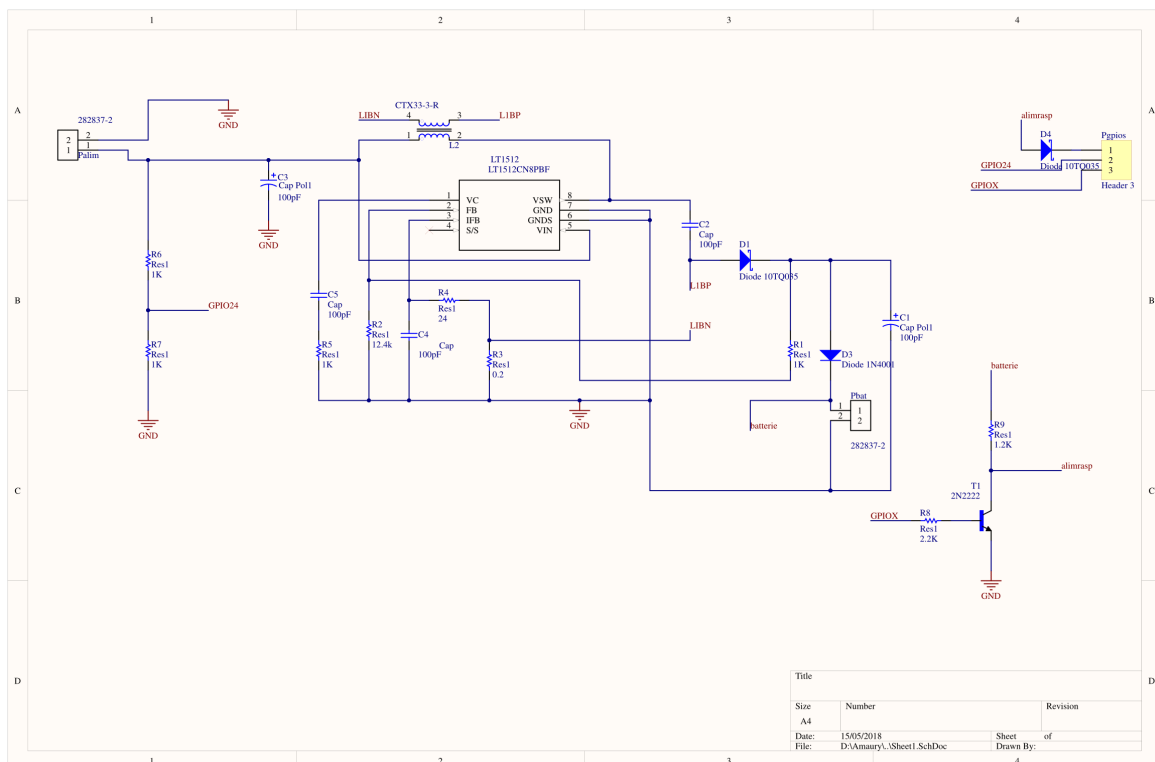 1 2 3 4
A
A
B
B
C
C
D
D
1 2 3 4
282837-2
2
1
2
1
Palim
GND
C3
Cap Pol1
100pF
GND
R6
Res1
1K
GPIO24
R7
Res1
1K
GND
CTX33-3-R
LIBN
4
3
L1BP
1
2
L2
LT1512
LT1512CN8PBF
1 VC VSW 8
2 FB GND 7
3 IFB GNDS 6
4 S/S VIN 5
C2
Cap
100pF
D1
Diode 10TQ035
L1BP
LIBN
C5
Cap
100pF
R5
Res1
1K
R2
Res1
12.4k
R4
Res1
24
C4
Cap
100pF
R3
Res1
0.2
GND
R1
Res1
1K
D3
Diode 1N4001
C1
Cap Pol1
100pF
Pbat
1
2
1
2
batterie
282837-2
alimrasp
D4
Diode 10TQ035
Pgpios
1
2
3
GPIO24
GPIOX
Header 3
batterie
R9
Res1
1.2K
alimrasp
T1
2N2222
GPIOX
R8
Res1
2.2K
GND
Title
Size Number Revision
A4
Date: 15/05/2018 Sheet of
File: D:\Amaury\..\Sheet1.SchDoc Drawn By: